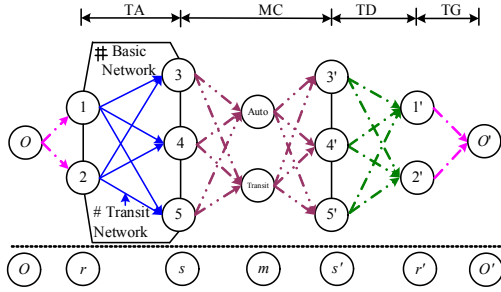 TA MC TD TG
# Basic
Network
3 3'
1 Auto 1'
O 4 4' O'
2 Transit 2'
# Transit
Network
5 5'
O r s m s' r' O'